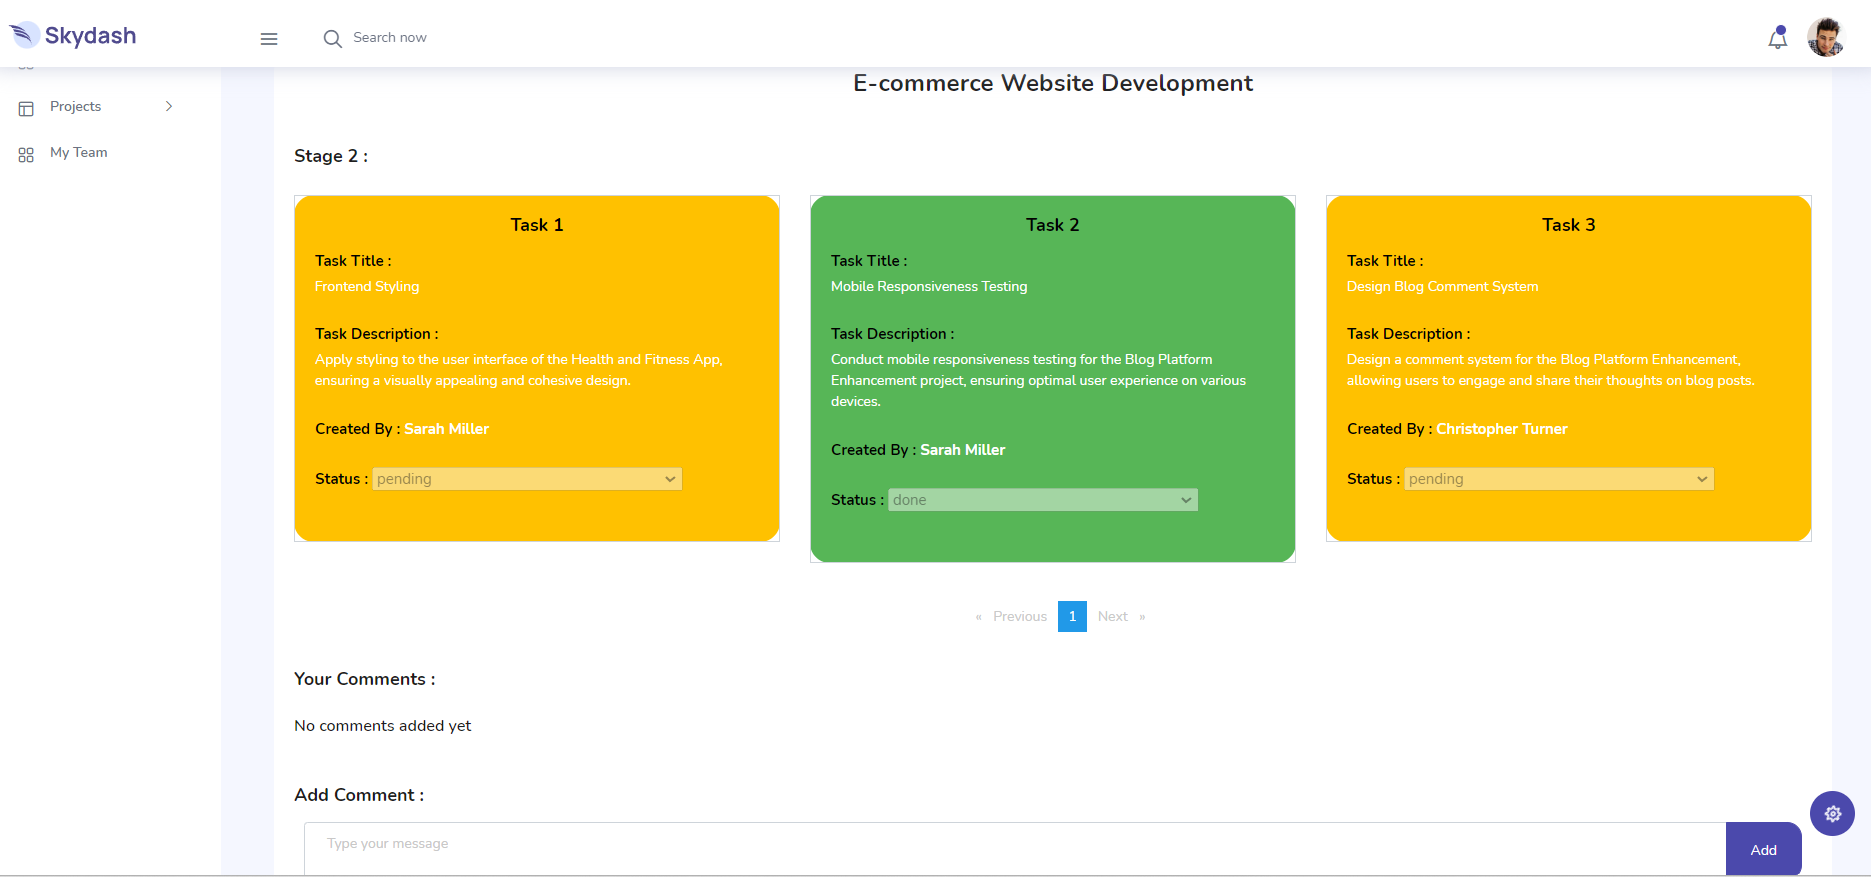 Skydash
Search now
Projects
My Team
E-commerce Website Development
Stage 2 :
Task 1
Task Title :
Frontend Styling
Task Description :
Apply styling to the user interface of the Health and Fitness App,
ensuring a visually appealing and cohesive design.
Created By : Sarah Miller
Status : pending
Task 2
Task Title :
Mobile Responsiveness Testing
Task Description :
Conduct mobile responsiveness testing for the Blog Platform
Enhancement project, ensuring optimal user experience on various
devices.
Created By : Sarah Miller
Status : done
Task 3
Task Title :
Design Blog Comment System
Task Description :
Design a comment system for the Blog Platform Enhancement,
allowing users to engage and share their thoughts on blog posts.
Created By : Christopher Turner
Status : pending
« Previous 1 Next »
Your Comments :
No comments added yet
Add Comment :
Type your message
Add